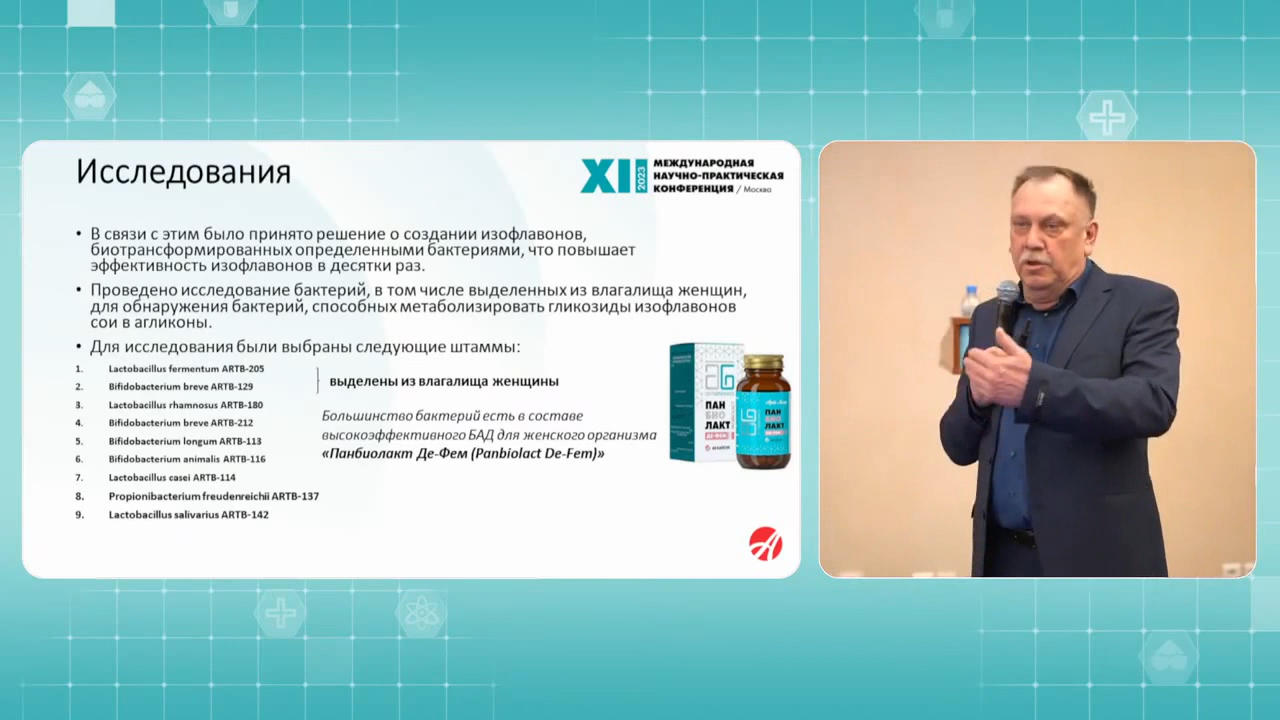 Исследования
XII
2023
МЕЖДУНАРОДНАЯ
НАУЧНО-ПРАКТИЧЕСКАЯ
КОНФЕРЕНЦИЯ / Москва
• В связи с этим было принято решение о создании изофлавонов,
биотрансформированных определенными бактериями, что повышает
эффективность изофлавонов в десятки раз.
• Проведено исследование бактерий, в том числе выделенных из влагалища женщин,
для обнаружения бактерий, способных метаболизировать гликозиды изофлавонов
сои в агликоны.
• Для исследования были выбраны следующие штаммы:
1. Lactobacillus fermentum ARTB-205
2. Bifidobacterium breve ARTB-129
3. Lactobacillus rhamnosus ARTB-180
4. Bifidobacterium breve ARTB-212
5. Bifidobacterium longum ARTB-113
6. Bifidobacterium animalis ARTB-116
7. Lactobacillus casei ARTB-114
8. Propionibacterium freudenreichii ARTB-137
9. Lactobacillus salivarius ARTB-142
выделены из влагалища женщины
Большинство бактерий есть в составе
высокоэффективного БАД для женского организма
«Панбиолакт Де-Фем (Panbiolact De-Fem)»
ПАН
БИО
ЛАКТ
ДЕ-ФЕМ
ПАН
БИО
ЛАКТ